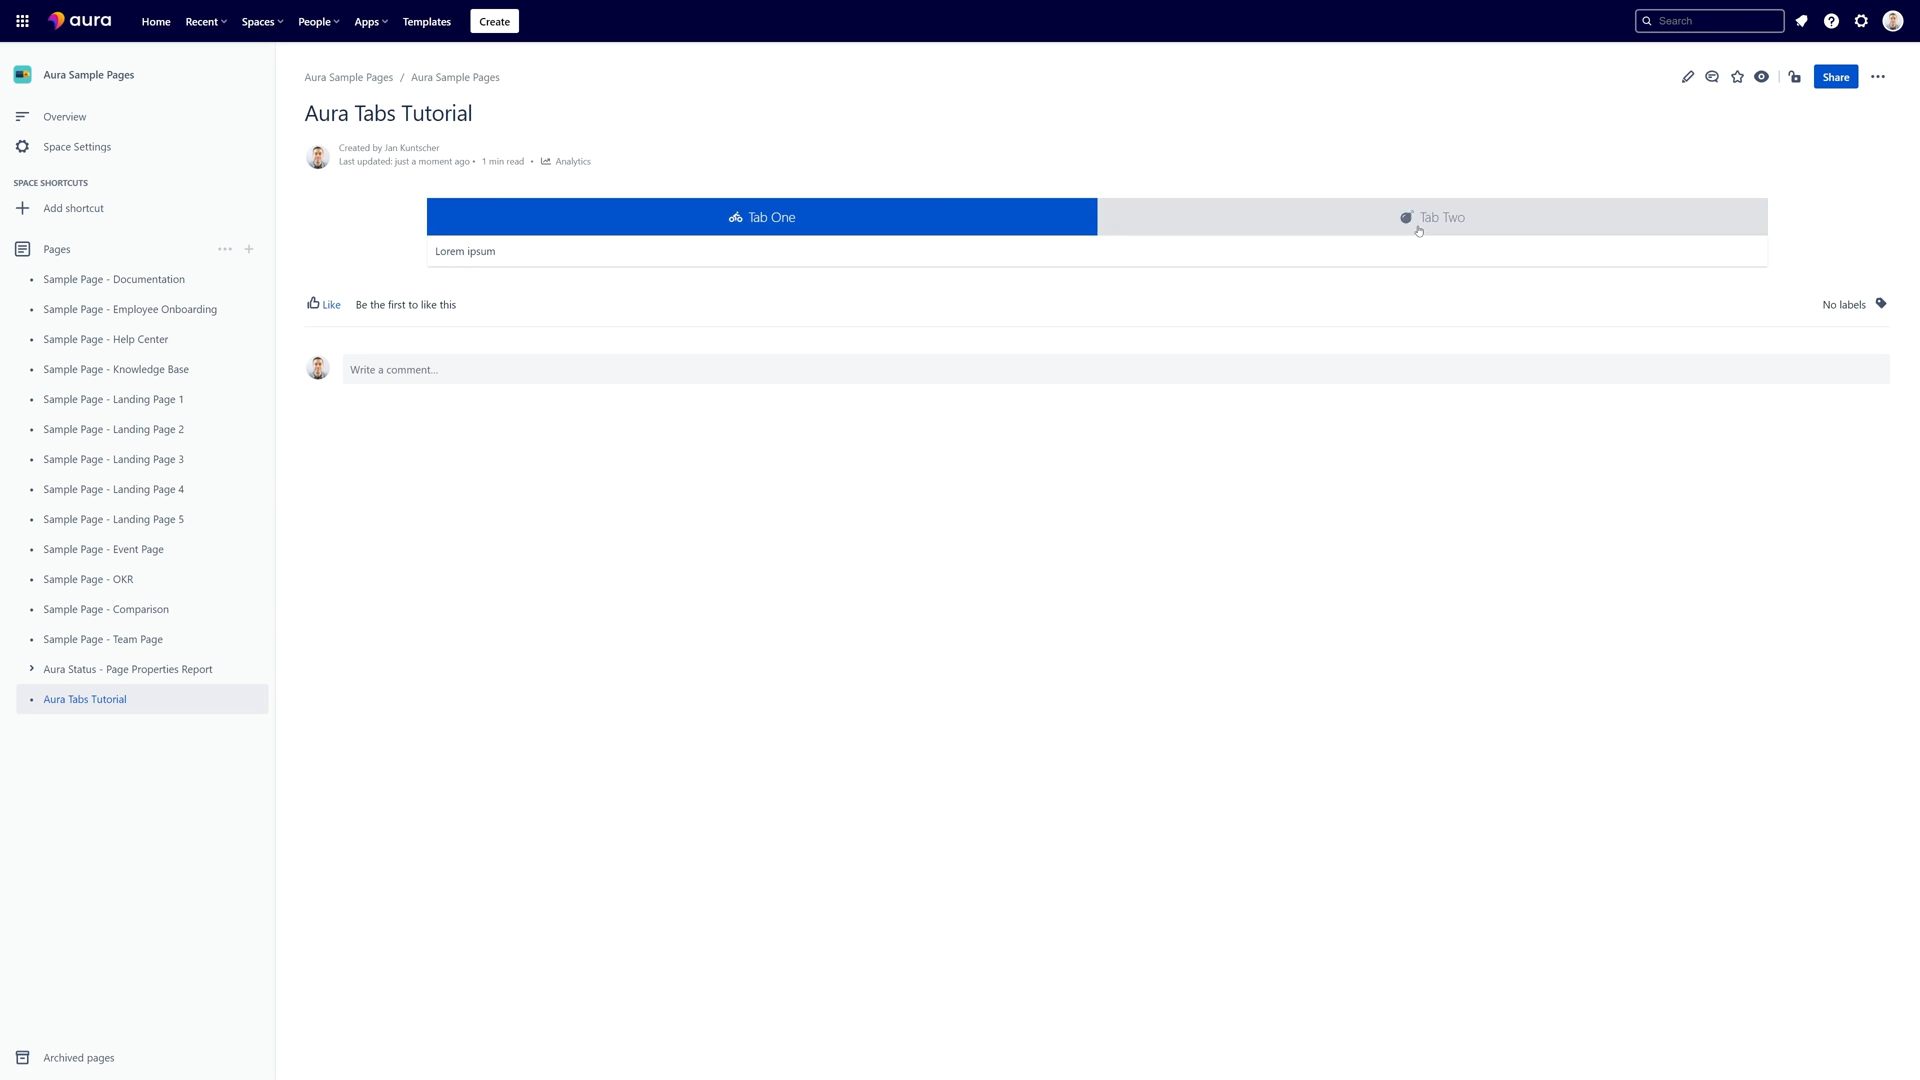 aura
Home Recent Spaces People Apps Templates Create
Search
Aura Sample Pages
Overview
Space Settings
SPACE SHORTCUTS
Add shortcut
Pages
Sample Page - Documentation
Sample Page - Employee Onboarding
Sample Page - Help Center
Sample Page - Knowledge Base
Sample Page - Landing Page 1
Sample Page - Landing Page 2
Sample Page - Landing Page 3
Sample Page - Landing Page 4
Sample Page - Landing Page 5
Sample Page - Event Page
Sample Page - OKR
Sample Page - Comparison
Sample Page - Team Page
Aura Status - Page Properties Report
Aura Tabs Tutorial
Archived pages
Aura Sample Pages / Aura Sample Pages
Share
Aura Tabs Tutorial
Created by Jan Kuntscher
Last updated: just a moment ago • 1 min read • Analytics
Tab One
Tab Two
Lorem ipsum
Like Be the first to like this
No labels
Write a comment...